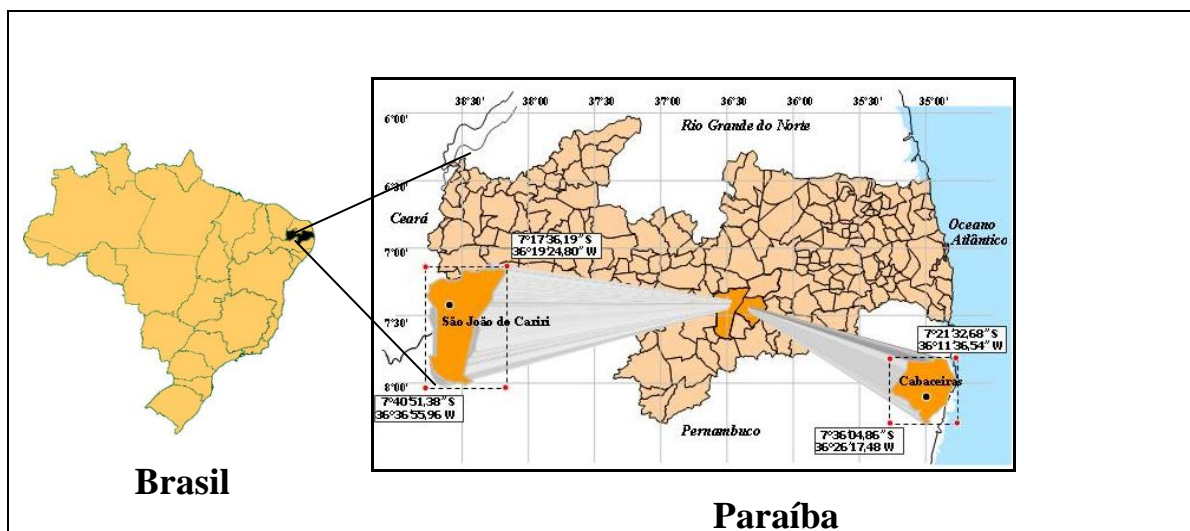 38°30' 38°00 37°30' 37°00 36°30' 36°00 35°30' 35°00'
6°00'
Rio Grande do Norte
6°30'
Ceará
Oceano
Atlântico
7°17'36,19" S
36°19'24,80" W
7°00'
São João do Cariri
7°30'
7°21'32,68" S
36°11'36,54" W
Cabaceiras
8°00'
7°40'51,38" S
36°36'55,96 W
Pernambuco
7°36'04,86" S
36°26'17,48 W
Brasil
Paraíba